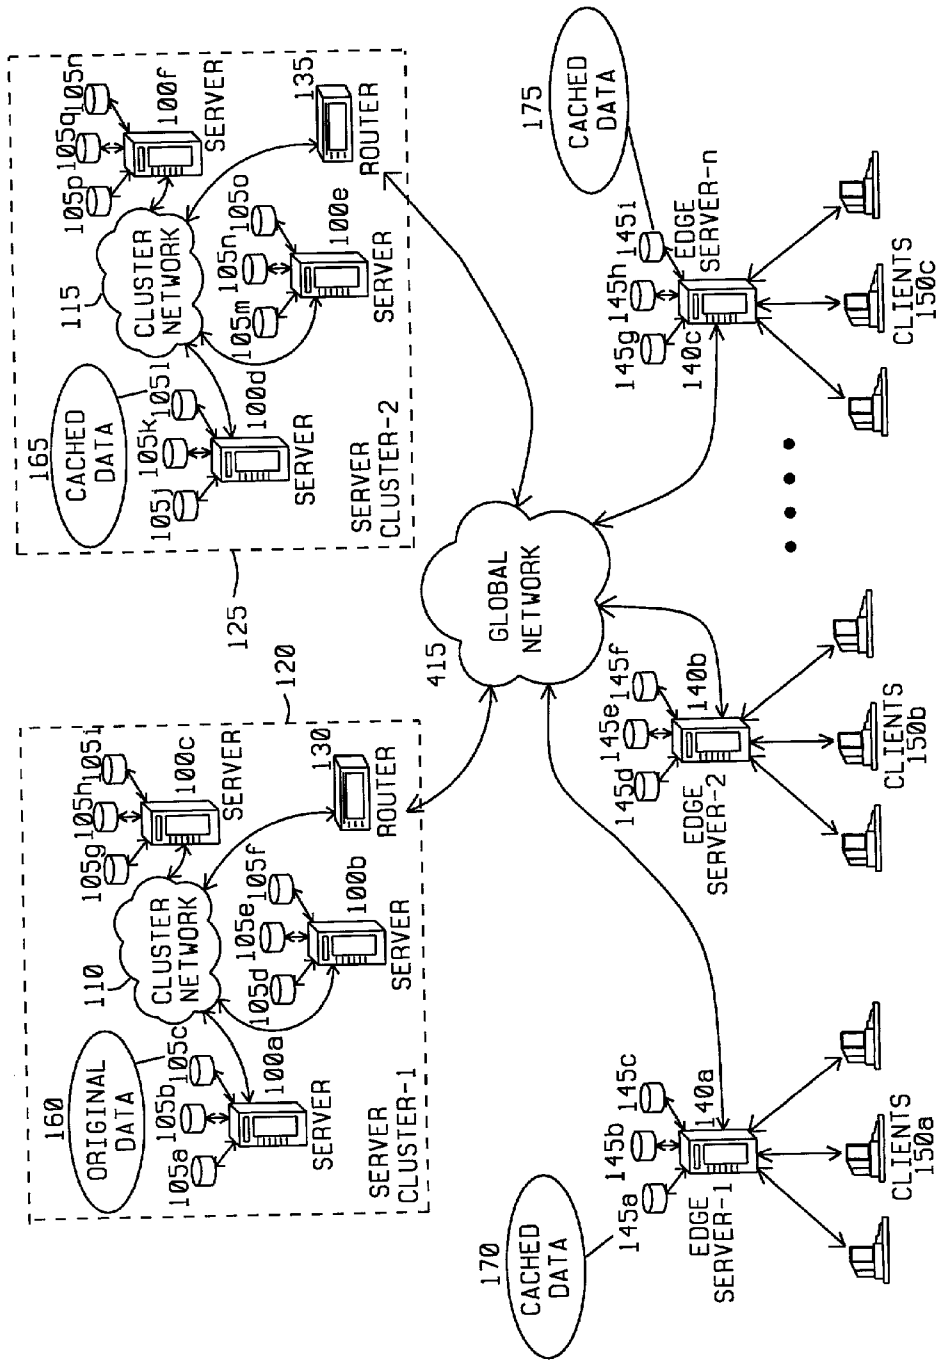 160
ORIGINAL
DATA
110
CLUSTER
NETWORK
105a
105b
105c
100a
SERVER
105d
105e
105f
100b
SERVER
105g
105h
105i
100c
SERVER
130
ROUTER
SERVER
CLUSTER-1
120
125
165
CACHED
DATA
115
CLUSTER
NETWORK
105j
105k
105l
100d
SERVER
105m
105n
105o
100e
SERVER
105p
105q
105n
100f
SERVER
135
ROUTER
SERVER
CLUSTER-2
415
GLOBAL
NETWORK
170
CACHED
DATA
145a
145b
145c
140a
EDGE
SERVER-1
CLIENTS
150a
145d
145e
145f
140b
EDGE
SERVER-2
CLIENTS
150b
175
CACHED
DATA
145g
145h
145i
140c
EDGE
SERVER-n
CLIENTS
150c